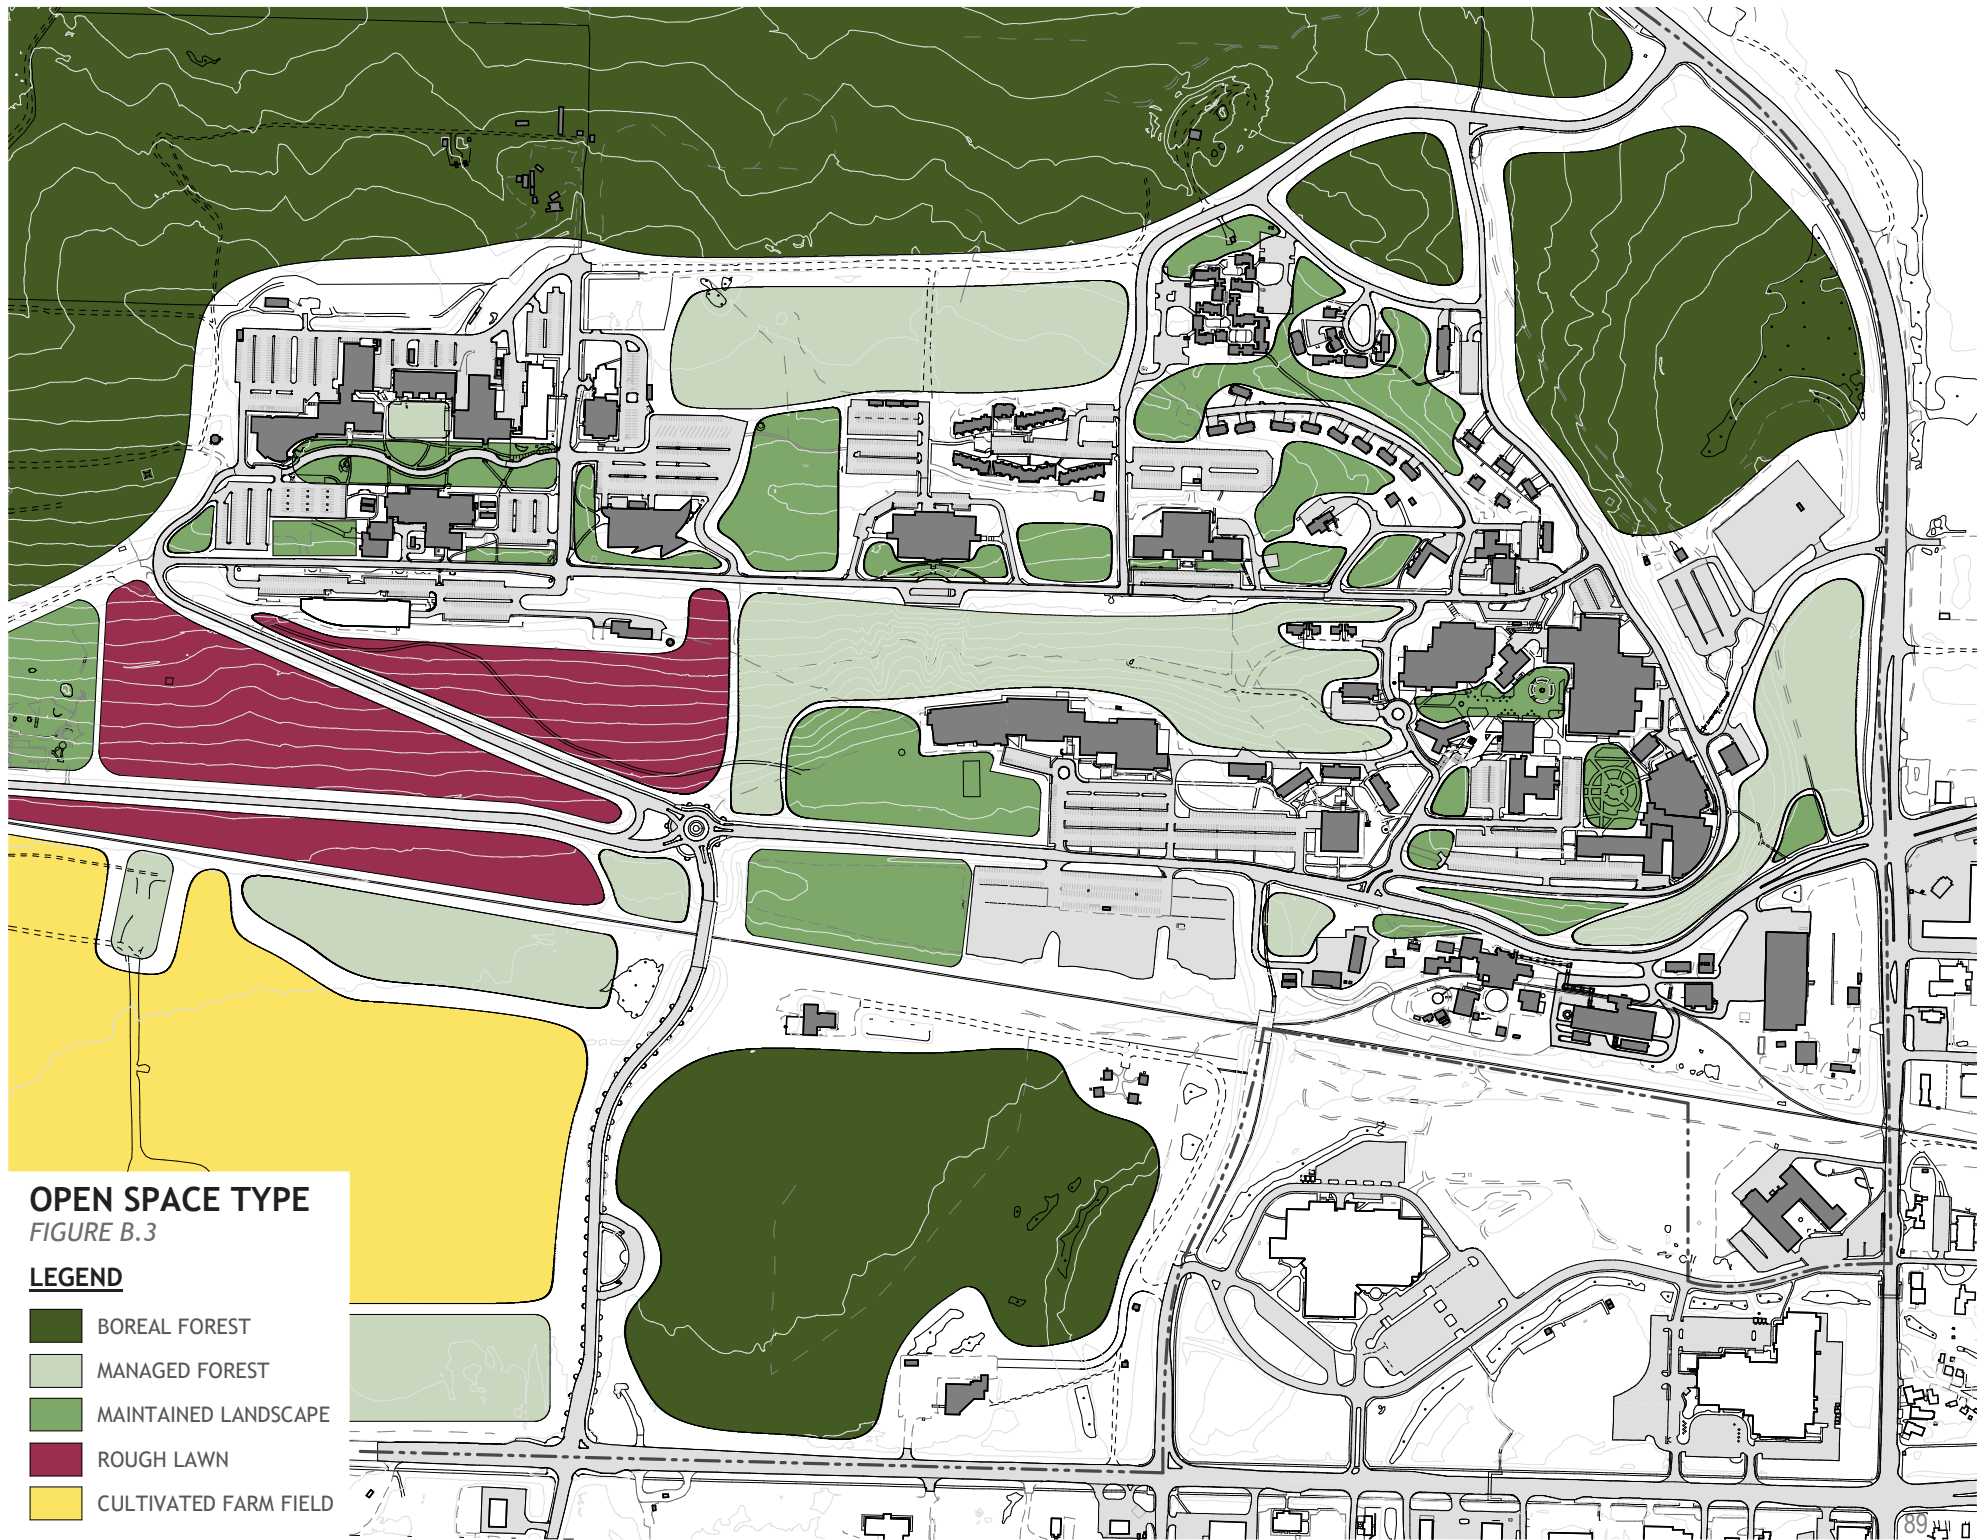 OPEN SPACE TYPE
FIGURE B.3
LEGEND
BOREAL FOREST
MANAGED FOREST
MAINTAINED LANDSCAPE
ROUGH LAWN
CULTIVATED FARM FIELD
89